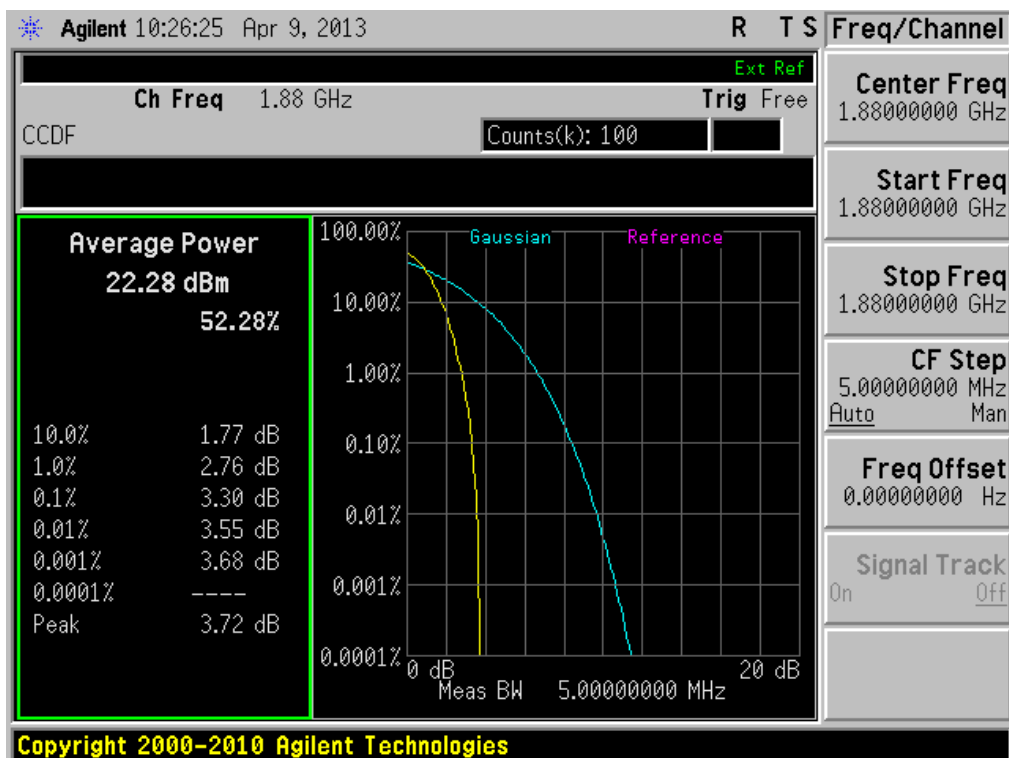 Agilent 10:26:25 Apr 9, 2013 R T S
Ext Ref
Ch Freq 1.88 GHz Trig Free
CCDF Counts(k): 100
Average Power
22.28 dBm
52.28%
10.0% 1.77 dB
1.0% 2.76 dB
0.1% 3.30 dB
0.01% 3.55 dB
0.001% 3.68 dB
0.0001% ----
Peak 3.72 dB
Gaussian Reference
100.00%
10.00%
1.00%
0.10%
0.01%
0.001%
0.0001%
0 dB 20 dB
Meas BW 5.00000000 MHz
Freq/Channel
Center Freq
1.88000000 GHz
Start Freq
1.88000000 GHz
Stop Freq
1.88000000 GHz
CF Step
5.00000000 MHz
Auto Man
Freq Offset
0.00000000 Hz
Signal Track
On Off
Copyright 2000-2010 Agilent Technologies